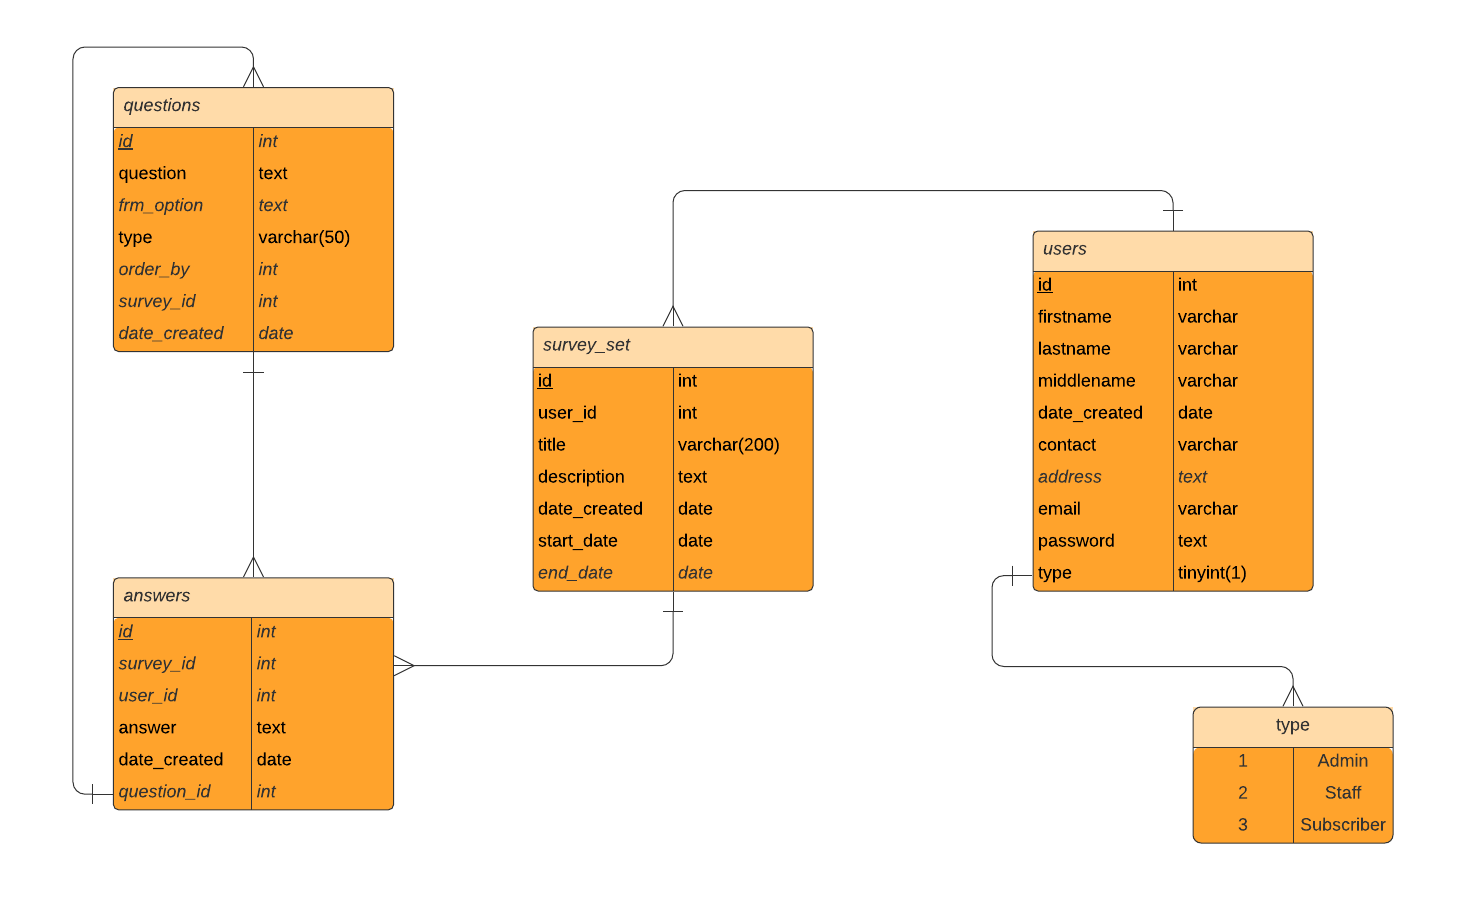 questions
id int
question text
frm_option text
type varchar(50)
order_by int
survey_id int
date_created date
survey_set
id int
user_id int
title varchar(200)
description text
date_created date
start_date date
end_date date
users
id int
firstname varchar
lastname varchar
middlename varchar
date_created date
contact varchar
address text
email varchar
password text
type tinyint(1)
answers
id int
survey_id int
user_id int
answer text
date_created date
question_id int
type
1 Admin
2 Staff
3 Subscriber